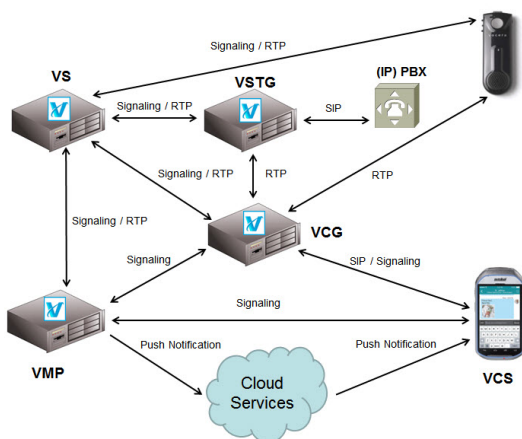 Signaling / RTP
VS
VSTG
(IP) PBX
Signaling / RTP
SIP
Signaling / RTP
RTP
RTP
Signaling / RTP
VCG
Signaling
SIP / Signaling
Signaling
Push Notification
Push Notification
VMP
Cloud
Services
VCS